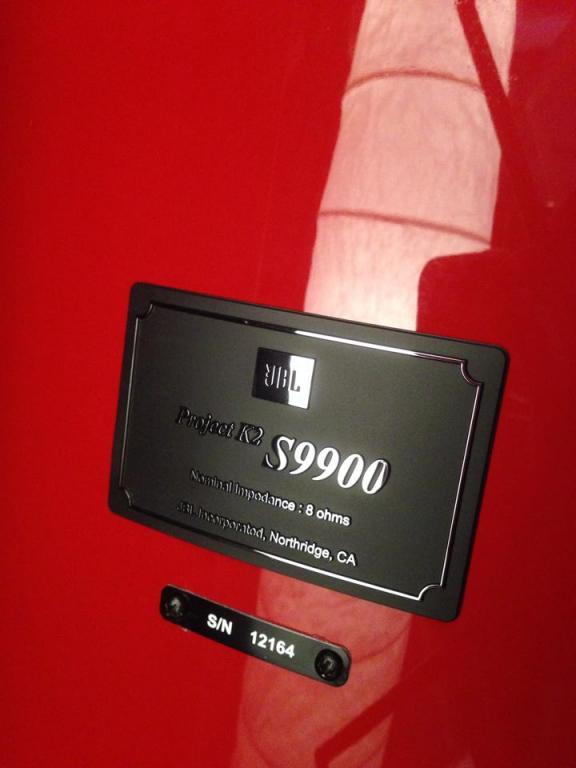 JBL
Project K2
S9900
Nominal Impedance : 8 ohms
JBL Incorporated, Northridge, CA
S/N 12164